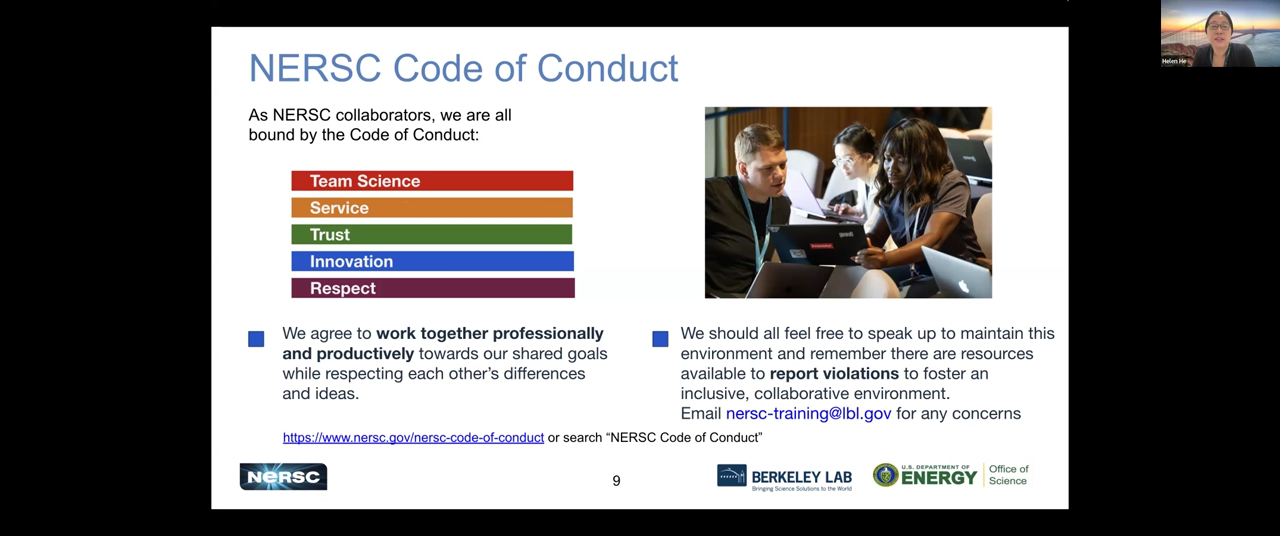 NERSC Code of Conduct
Helen He
As NERSC collaborators, we are all
bound by the Code of Conduct:
Team Science
Service
Trust
Innovation
Respect
We agree to work together professionally
and productively towards our shared goals
while respecting each other's differences
and ideas.
We should all feel free to speak up to maintain this
environment and remember there are resources
available to report violations to foster an
inclusive, collaborative environment.
Email nersc-training@lbl.gov for any concerns
https://www.nersc.gov/nersc-code-of-conduct or search “NERSC Code of Conduct”
NERSC
9
BERKELEY LAB
Bringing Science Solutions to the World
U.S. DEPARTMENT OF
ENERGY
Office of
Science